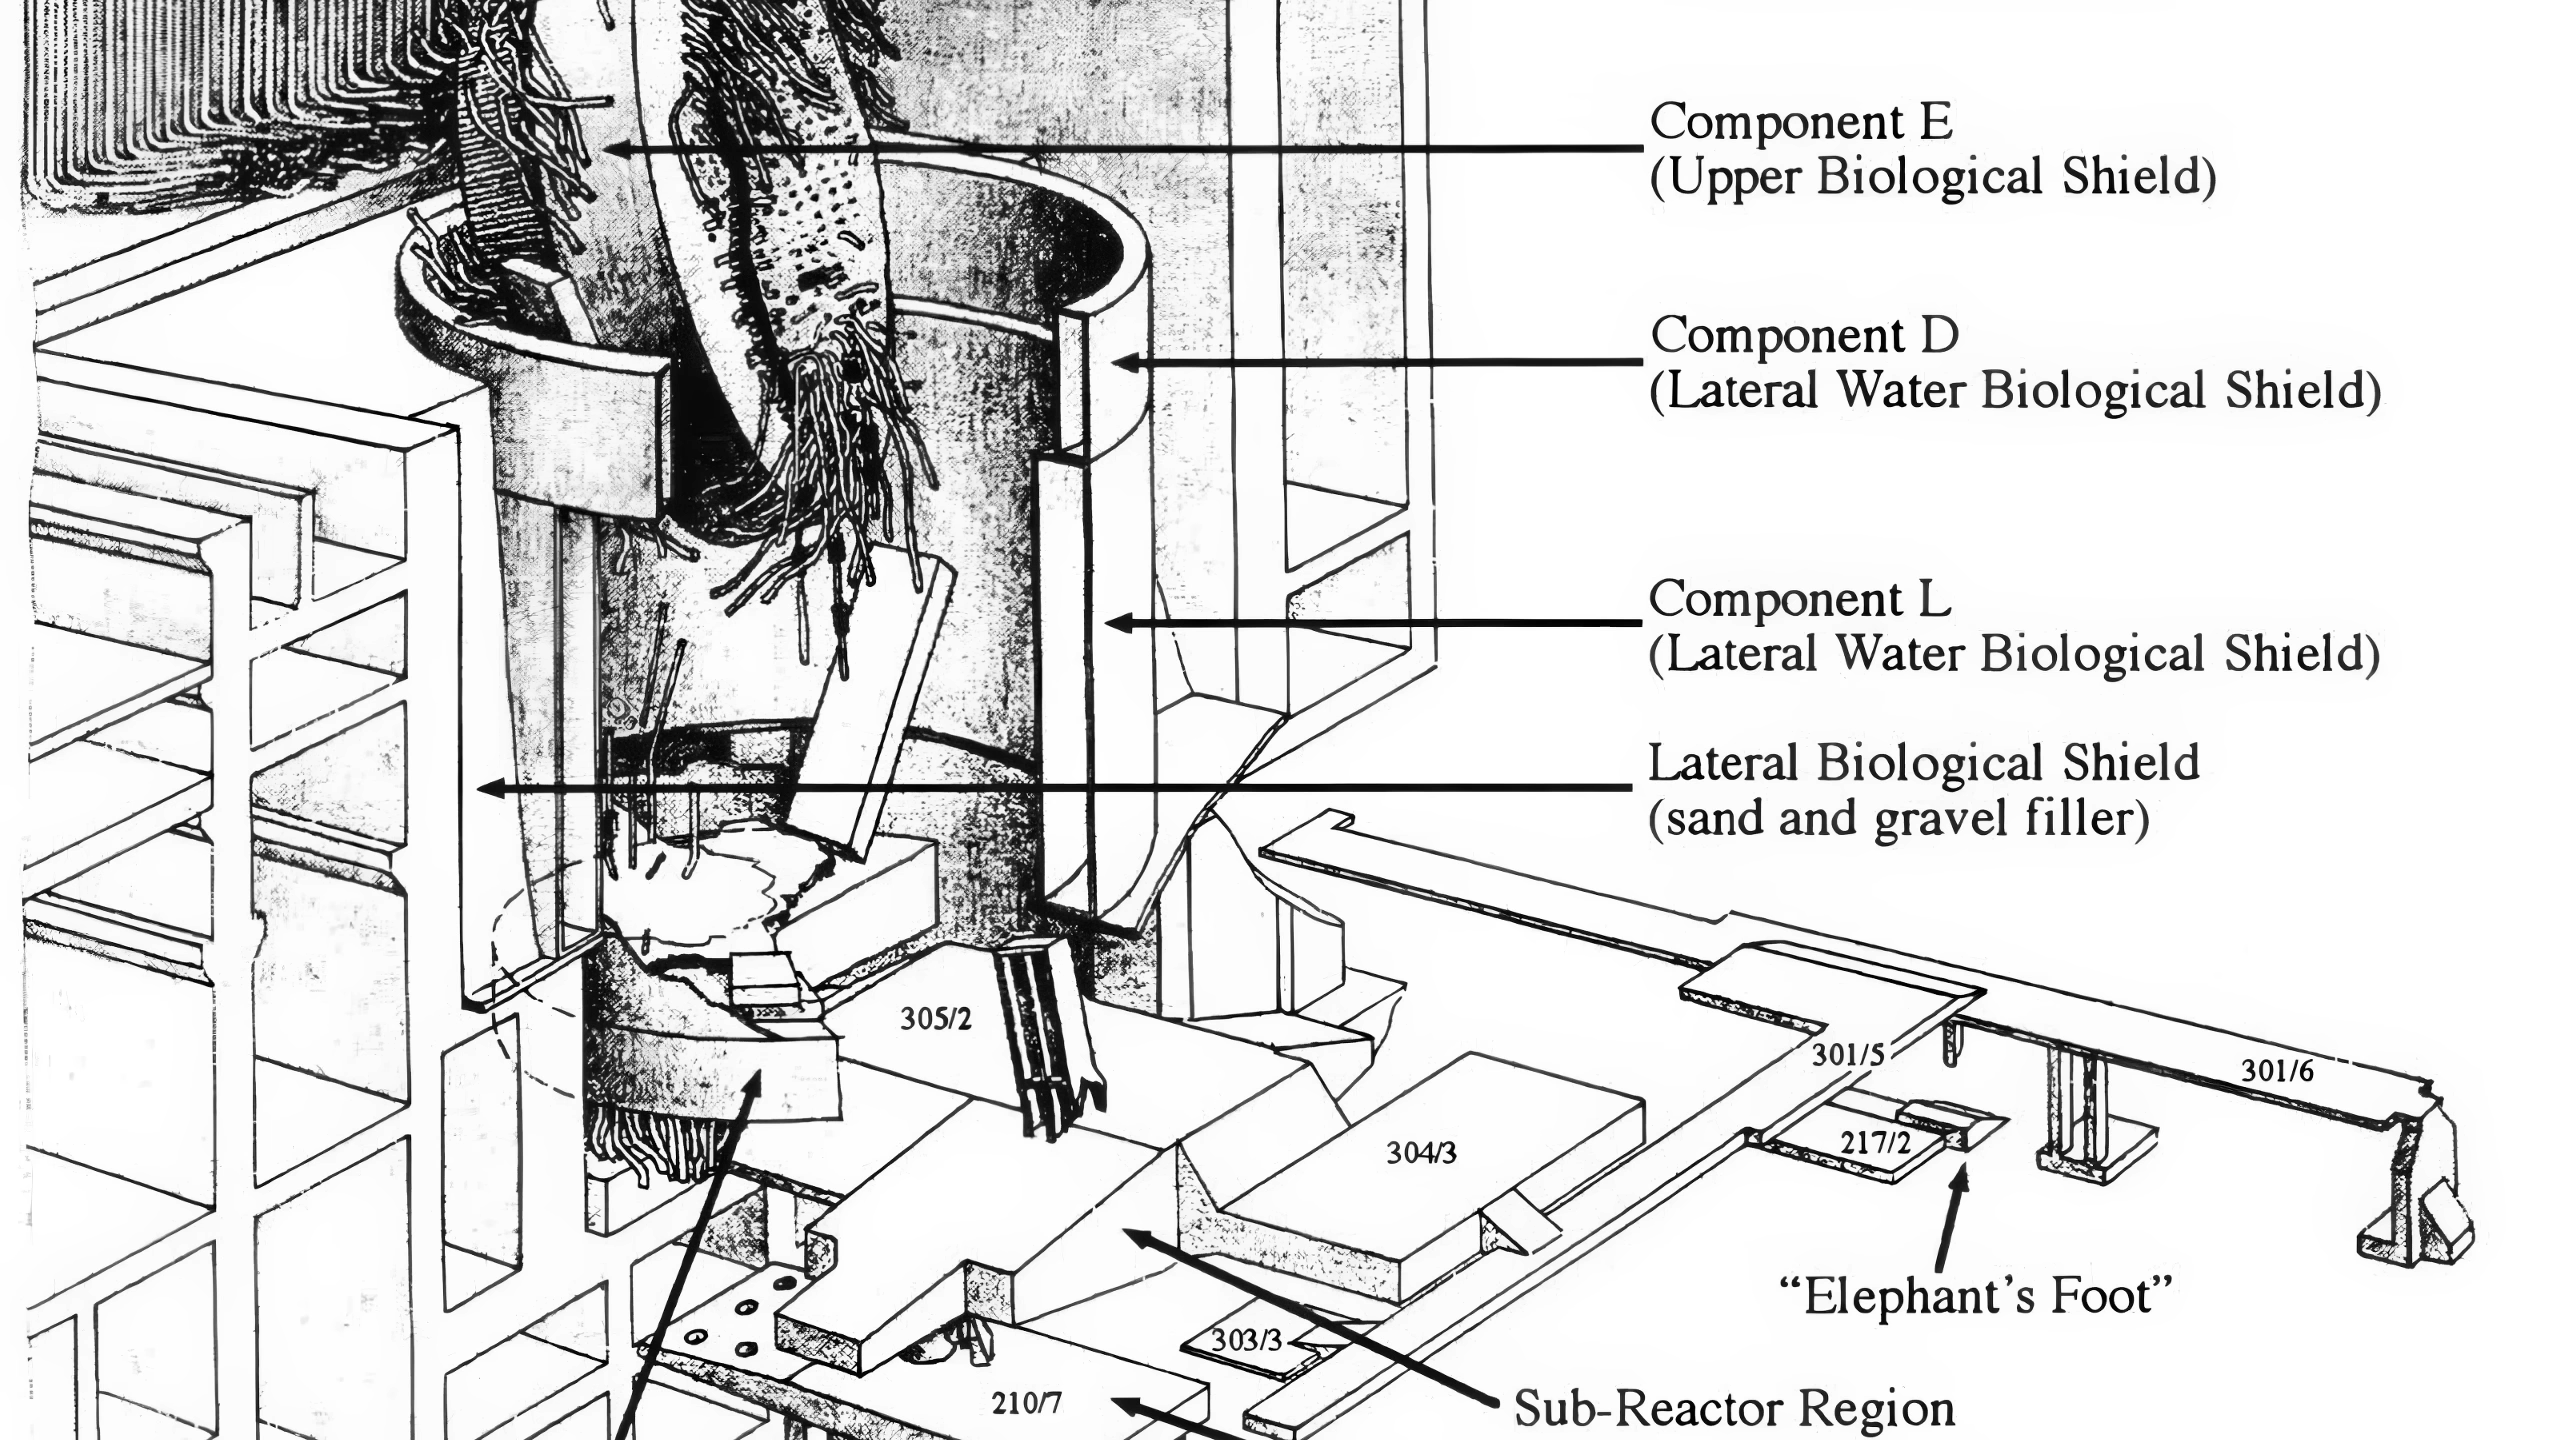 Component E
(Upper Biological Shield)
Component D
(Lateral Water Biological Shield)
Component L
(Lateral Water Biological Shield)
Lateral Biological Shield
(sand and gravel filler)
305/2
301/5
301/6
217/2
304/3
"Elephant's Foot"
303/3
210/7
Sub-Reactor Region